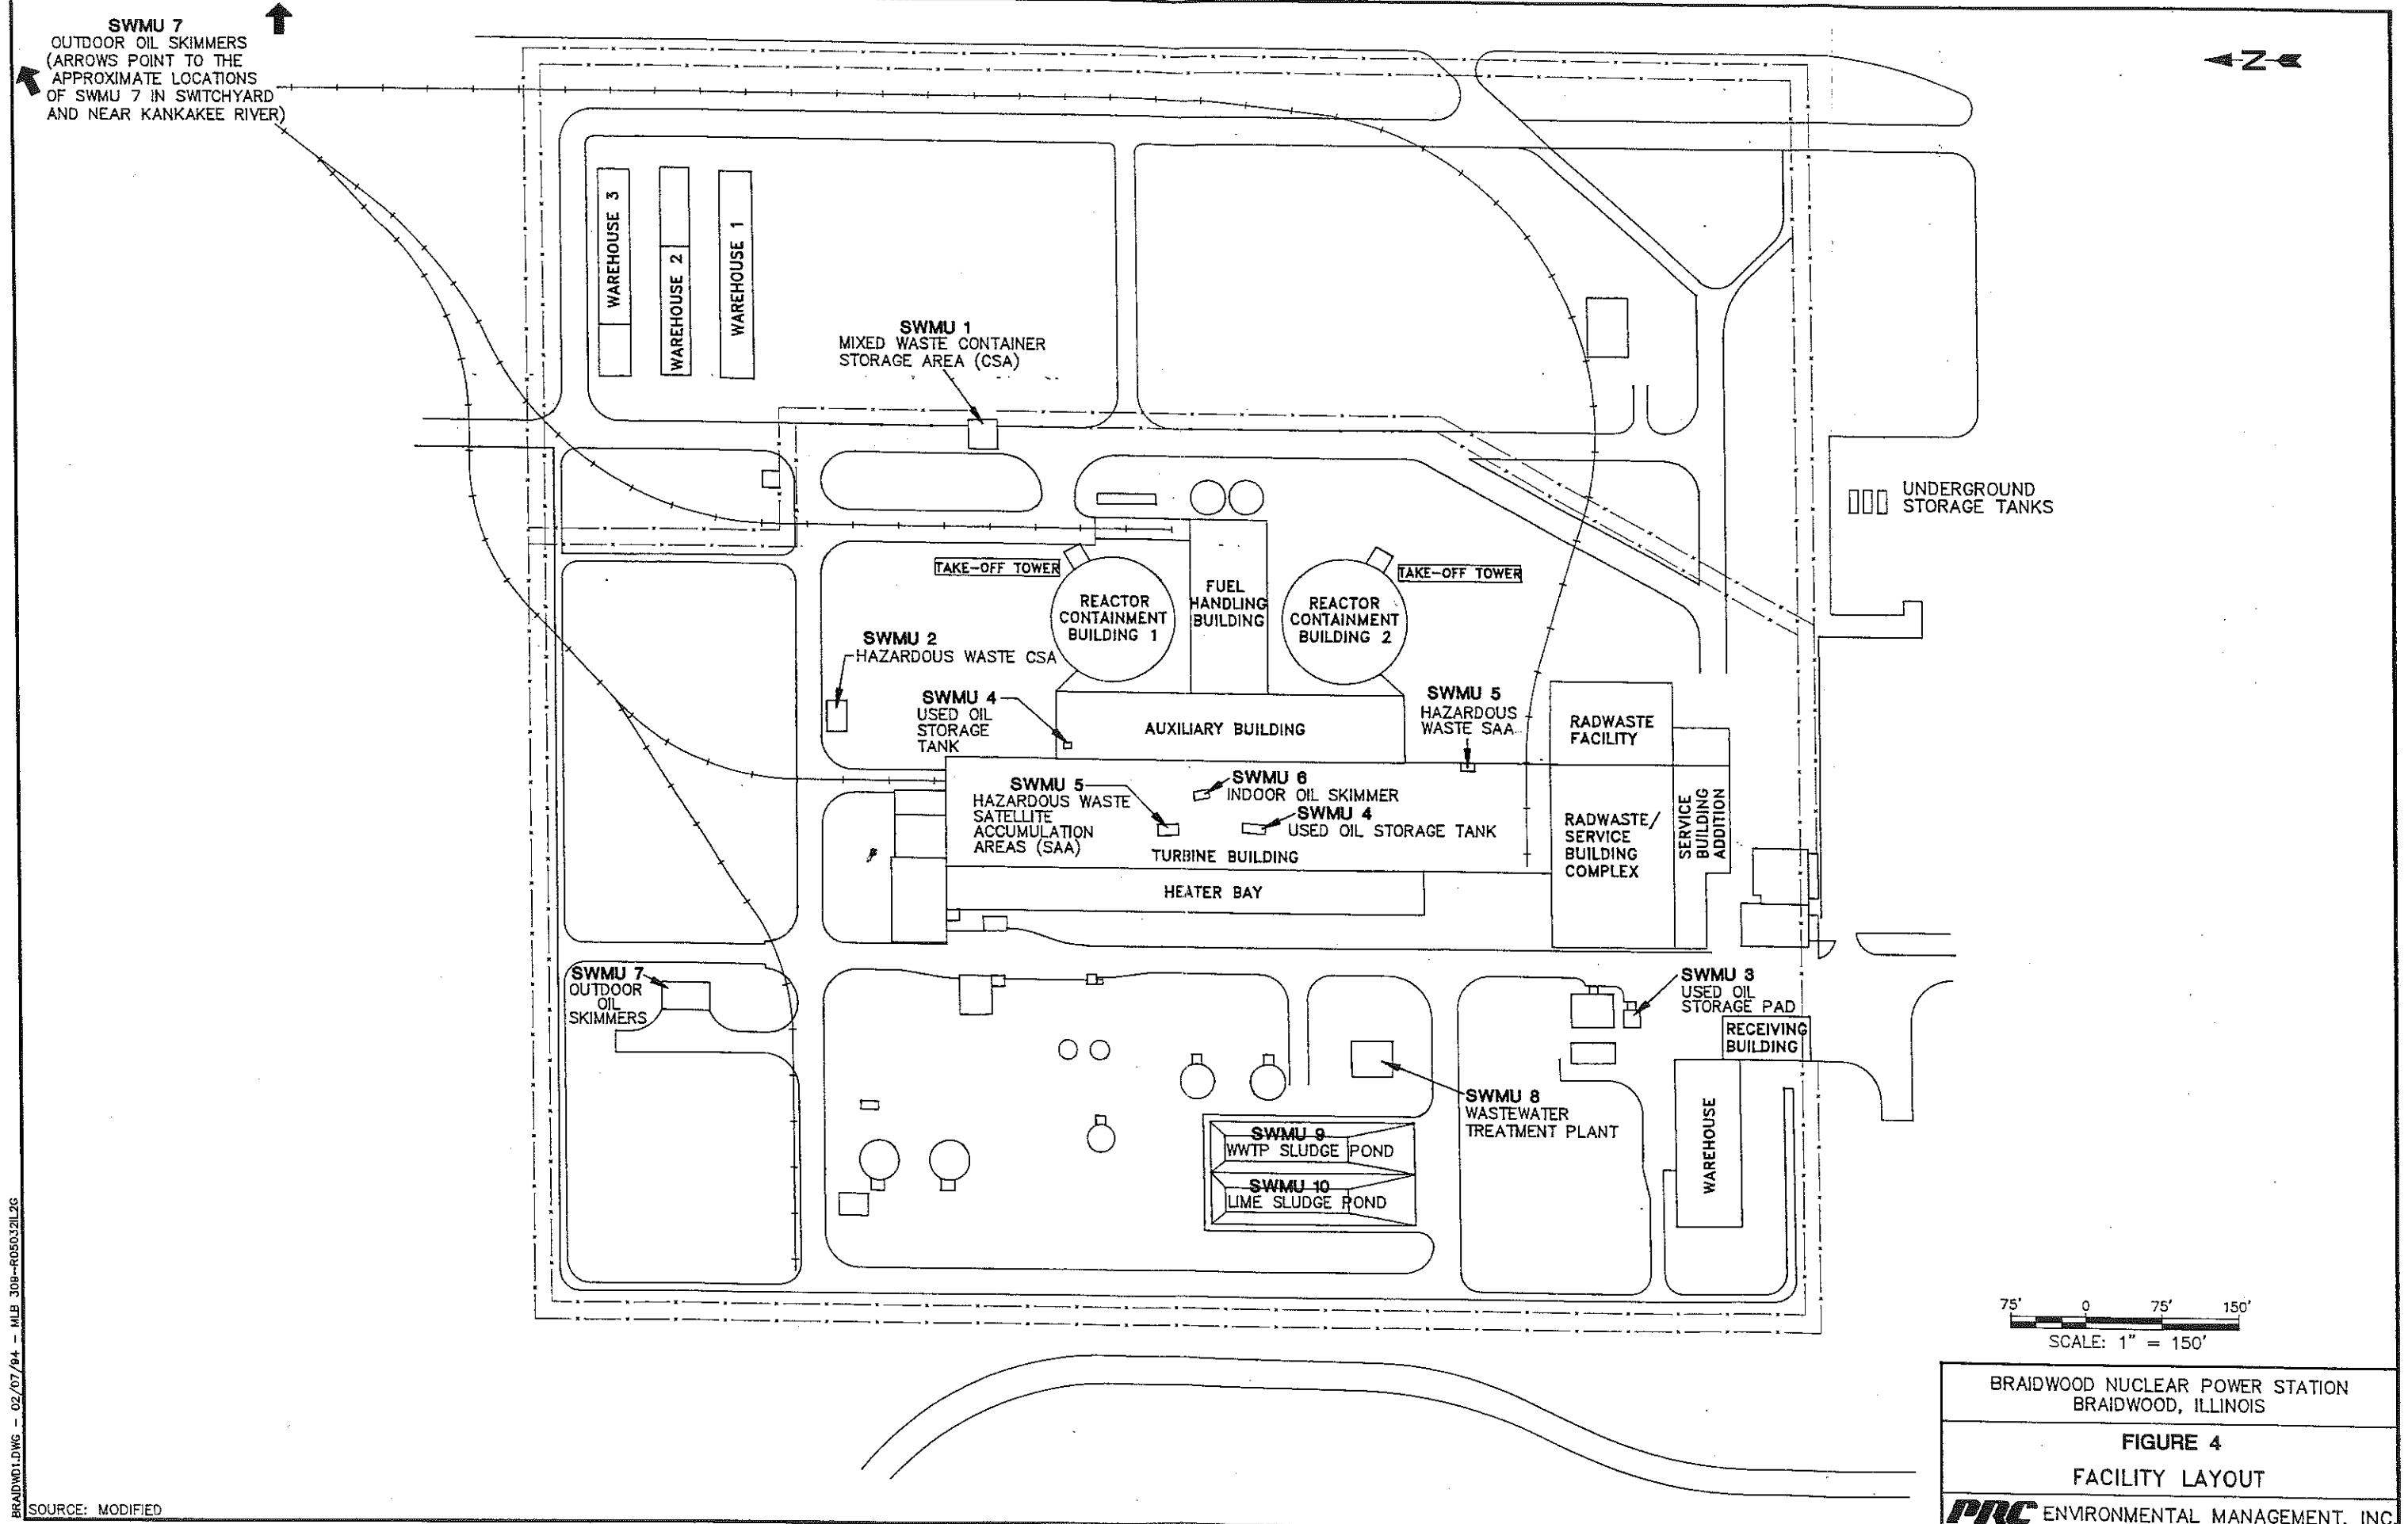 SWMU 7
OUTDOOR OIL SKIMMERS
(ARROWS POINT TO THE
APPROXIMATE LOCATIONS
OF SWMU 7 IN SWITCHYARD
AND NEAR KANKAKEE RIVER)
N
WAREHOUSE 3
WAREHOUSE 2
WAREHOUSE 1
SWMU 1
MIXED WASTE CONTAINER
STORAGE AREA (CSA)
UNDERGROUND
STORAGE TANKS
TAKE-OFF TOWER
TAKE-OFF TOWER
REACTOR
CONTAINMENT
BUILDING 1
FUEL
HANDLING
BUILDING
REACTOR
CONTAINMENT
BUILDING 2
SWMU 2
HAZARDOUS WASTE CSA
SWMU 4
USED OIL
STORAGE
TANK
AUXILIARY BUILDING
SWMU 5
HAZARDOUS
WASTE SAA
RADWASTE
FACILITY
SWMU 5
HAZARDOUS WASTE
SATELLITE
ACCUMULATION
AREAS (SAA)
SWMU 6
INDOOR OIL SKIMMER
SWMU 4
USED OIL STORAGE TANK
TURBINE BUILDING
RADWASTE/
SERVICE
BUILDING
COMPLEX
SERVICE
BUILDING
ADDITION
HEATER BAY
SWMU 7
OUTDOOR
OIL
SKIMMERS
SWMU 3
USED OIL
STORAGE PAD
RECEIVING
BUILDING
SWMU 8
WASTEWATER
TREATMENT PLANT
WAREHOUSE
SWMU 9
WWTP SLUDGE POND
SWMU 10
LIME SLUDGE POND
75' 0 75' 150'
SCALE: 1" = 150'
BRAIDWOOD NUCLEAR POWER STATION
BRAIDWOOD, ILLINOIS
FIGURE 4
FACILITY LAYOUT
PRC ENVIRONMENTAL MANAGEMENT, INC.
SOURCE: MODIFIED
BRAIDWD1.DWG - 02/07/94 - MLB 309--R05032IL2G